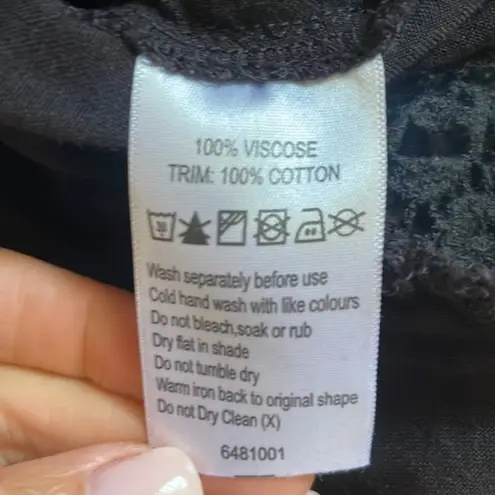 100% VISCOSE
TRIM: 100% COTTON
30
Wash separately before use
Cold hand wash with like colours
Do not bleach,soak or rub
Dry flat in shade
Do not tumble dry
Warm iron back to original shape
Do not Dry Clean (X)
6481001